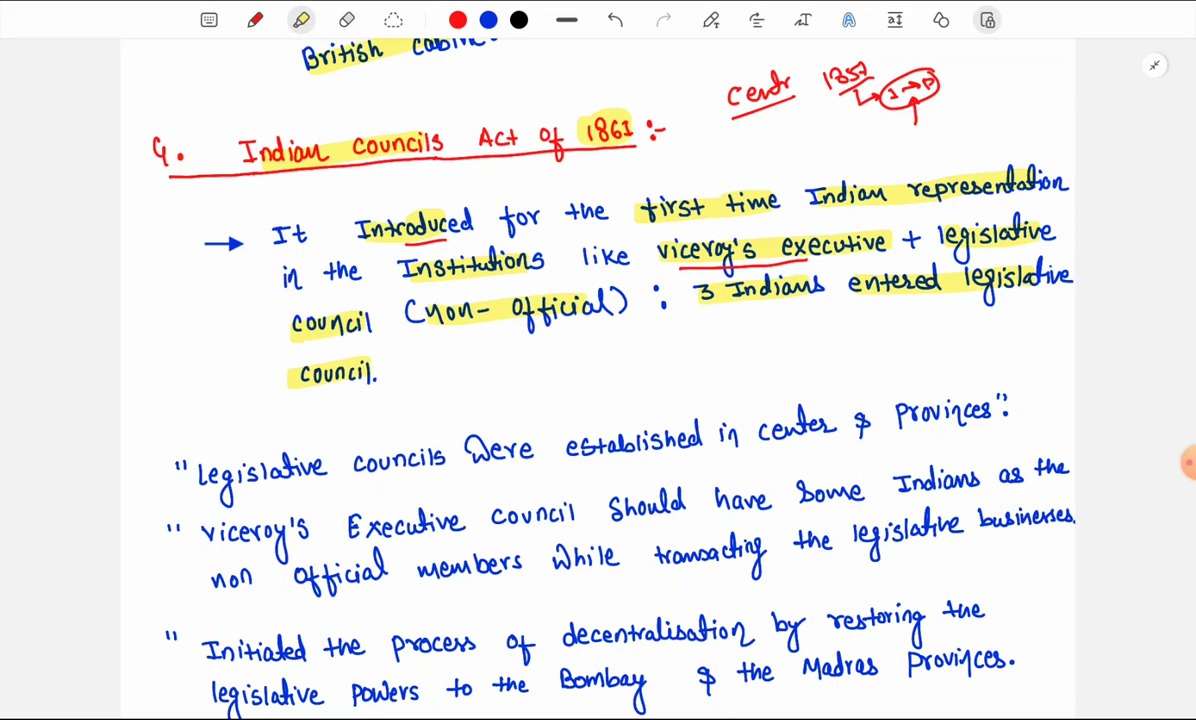 British Cabin
Centr 1857
I → P
4. Indian Councils Act of 1861 :-
→ It Introduced for the first time Indian representation
in the Institutions like viceroy's executive + legislative
council (non-official) : 3 Indians entered legislative
council.
"legislative councils Were established in center & Provinces":
" viceroy's Executive council Should have Some Indians as the
non official members While transacting the legislative businesses.
" Initiated the process of decentralisation by restoring the
legislative Powers to the Bombay & the Madras Provinces.